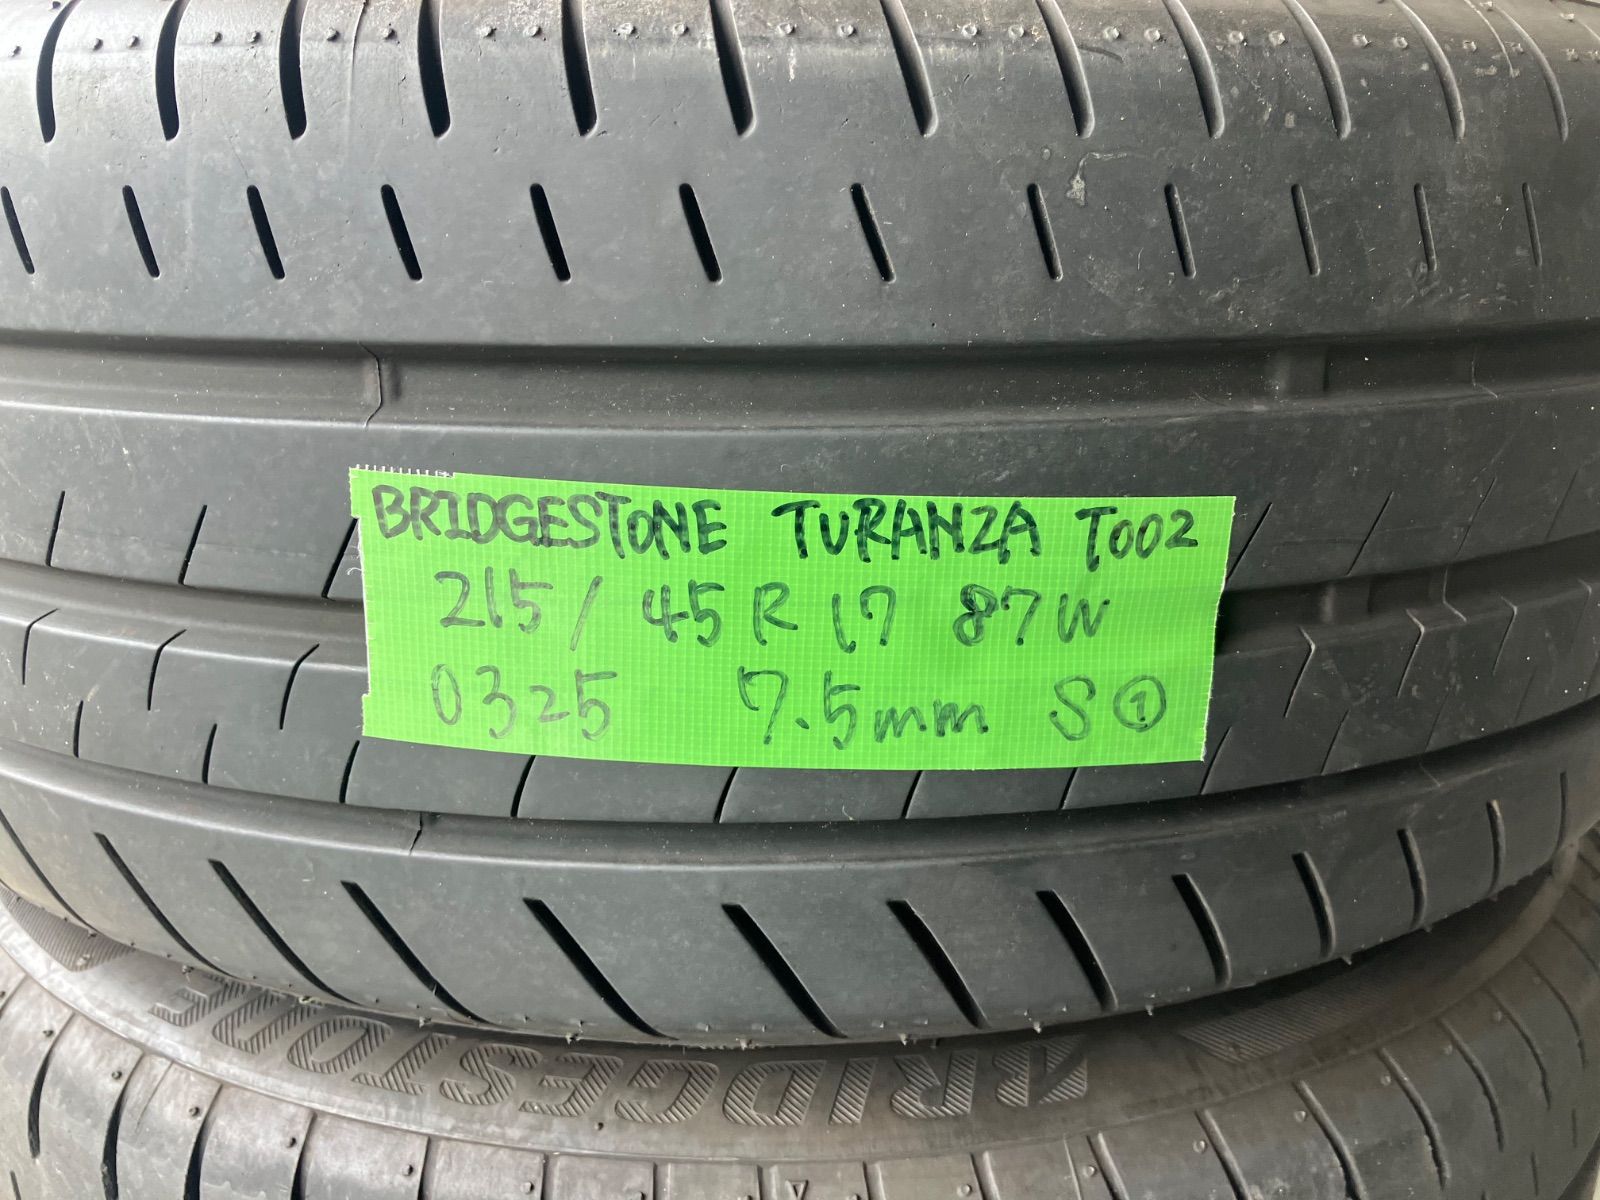 BRIDGESTONE TURANZA T002
215/45R17 87W
0325 7.5mm S①
BRIDGESTONE